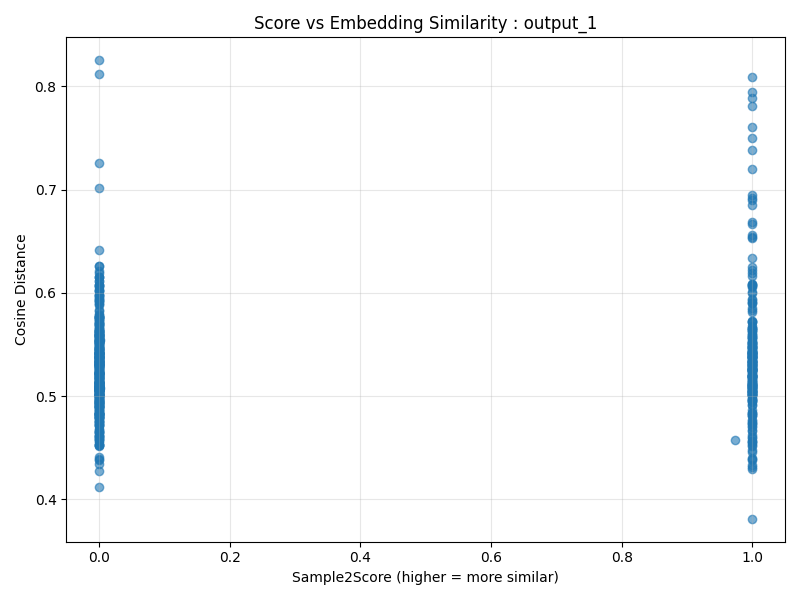 Score vs Embedding Similarity : output_1
Cosine Distance
0.8
0.7
0.6
0.5
0.4
0.0 0.2 0.4 0.6 0.8 1.0
Sample2Score (higher = more similar)